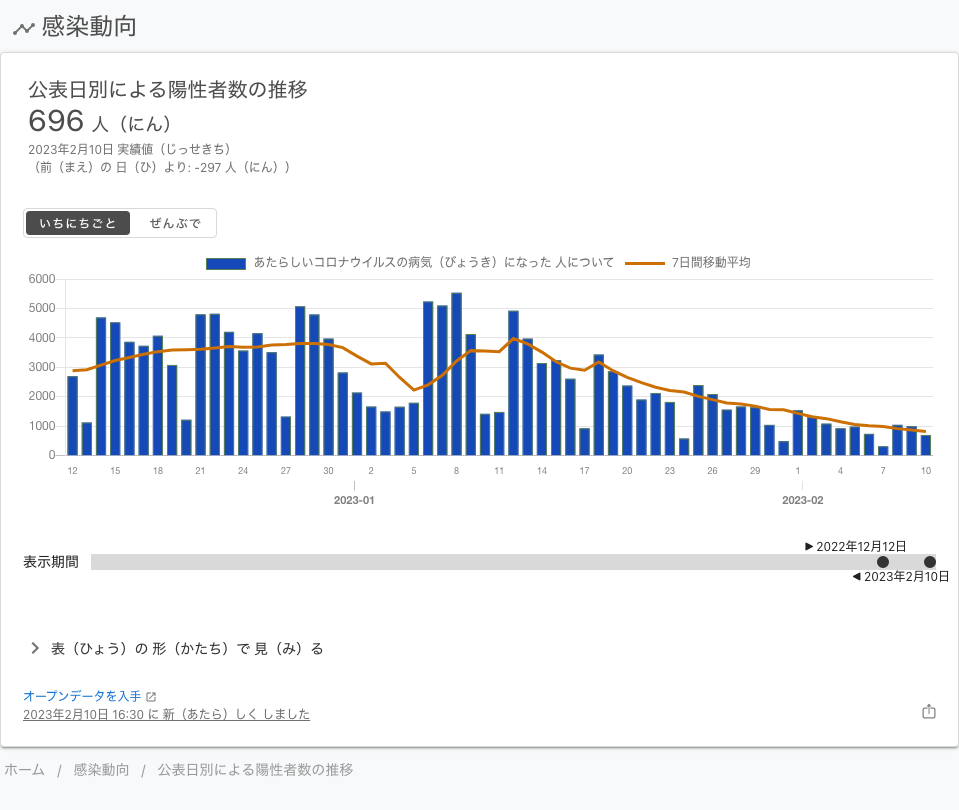 感染動向
公表日別による陽性者数の推移
696 人（にん）
2023年2月10日 実績値（じっせきち）
（前（まえ）の 日（ひ）より: -297 人（にん））
いちにちごと ぜんぶで
あたらしいコロナウイルスの病気（びょうき）になった 人について 7日間移動平均
6000
5000
4000
3000
2000
1000
0
12 15 18 21 24 27 30 2 5 8 11 14 17 20 23 26 29 1 4 7 10
2023-01 2023-02
▶ 2022年12月12日
表示期間
◀ 2023年2月10日
表（ひょう）の 形（かたち）で 見（み）る
オープンデータを入手
2023年2月10日 16:30 に 新（あたら）しく しました
ホーム / 感染動向 / 公表日別による陽性者数の推移